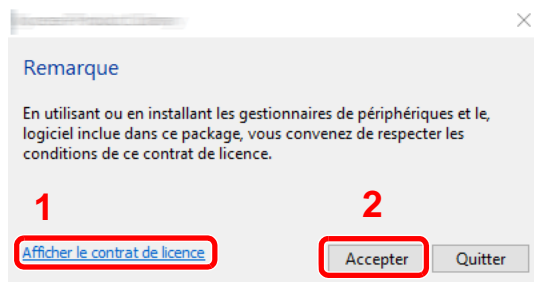 Remarque
En utilisant ou en installant les gestionnaires de périphériques et le,
logiciel inclue dans ce package, vous convenez de respecter les
conditions de ce contrat de licence.
1
2
Afficher le contrat de licence
Accepter
Quitter